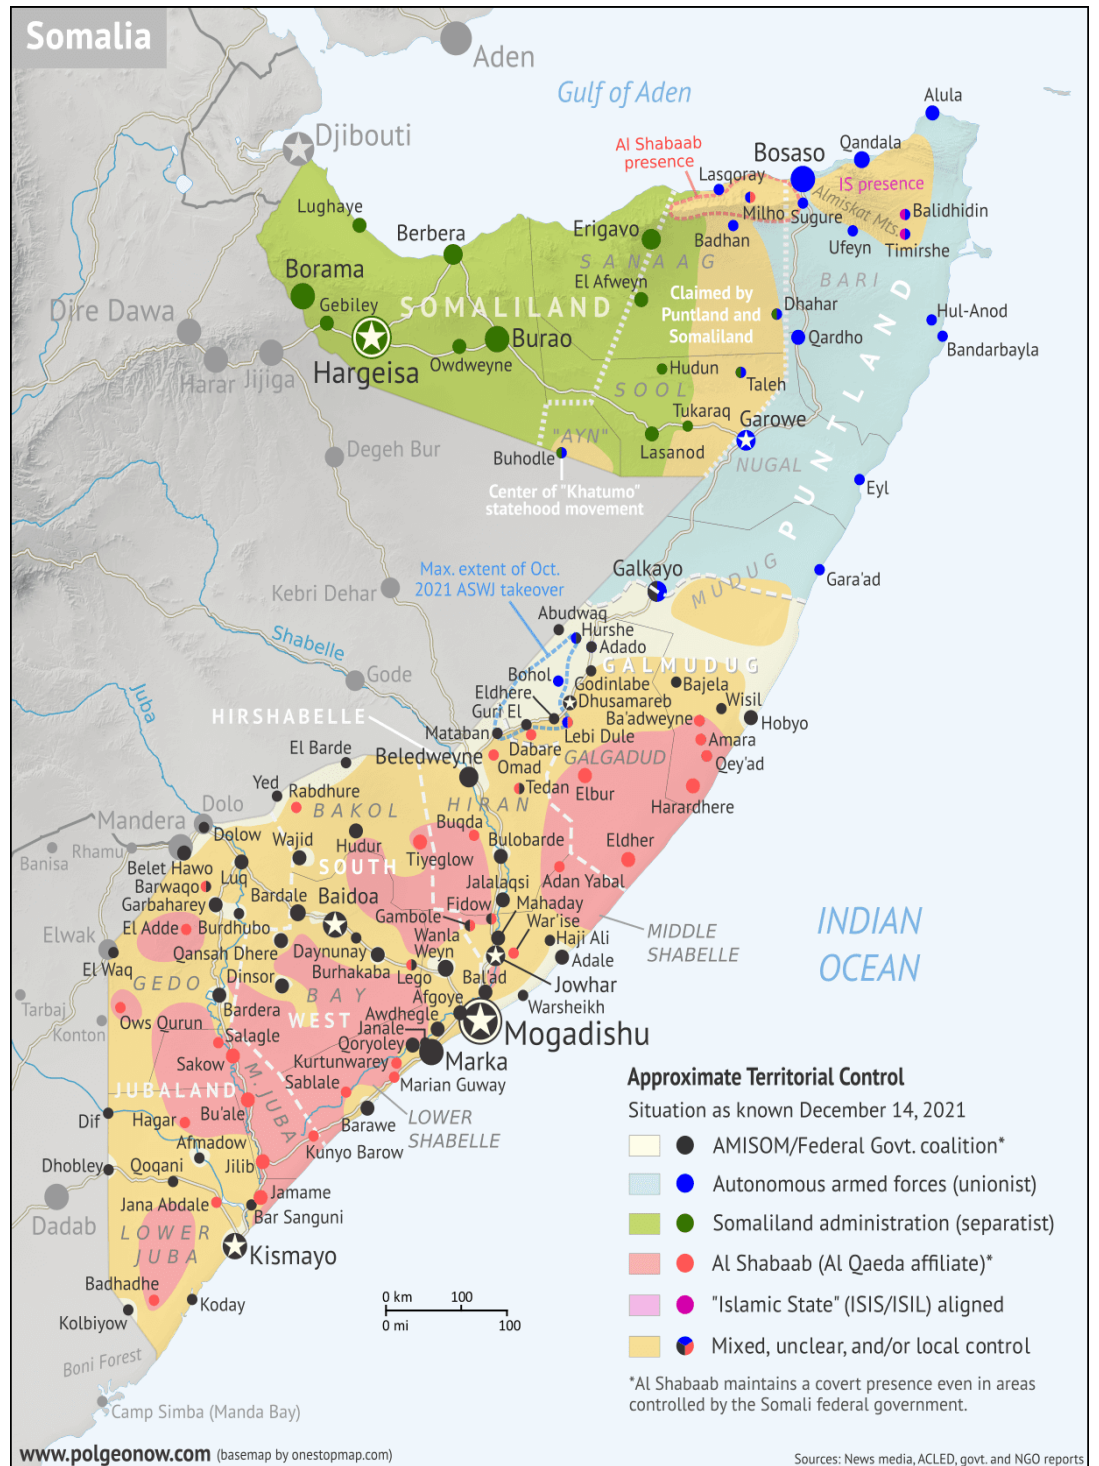 Somalia
Aden
Gulf of Aden
Alula
Djibouti
Al Shabaab
presence
Bosaso
Qandala
Lasqoray
IS presence
Almiskat Mts.
Lughaye
Milho
Sugure
Balidhidin
Berbera
Erigavo
Badhan
Ufeyn
Timirshe
SANAAG
Borama
El Afweyn
BARI
Gebiley
SOMALILAND
Claimed by
Puntland and
Somaliland
Dhahar
Hul-Anod
Dire Dawa
Burao
Qardho
Bandarbayla
Harar
Jijiga
Hargeisa
Owdweyne
Hudun
Taleh
SOOL
PUNTLAND
Tukaraq
Garowe
"AYN"
Degeh Bur
Buhodle
Lasanod
NUGAL
Center of "Khatumo"
statehood movement
Eyl
Max. extent of Oct.
2021 ASWJ takeover
Galkayo
MUDUG
Gara'ad
Kebri Dehar
Abudwaq
Hurshe
Shabelle
Adado
GALMUDUG
Gode
Bohol
Godinlabe
Bajela
Juba
Eldhere
Dhusamareb
Wisil
HIRSHABELLE
Guri El
Ba'adweyne
Hobyo
Mataban
Lebi Dule
Amara
El Barde
Beledweyne
Dabare
GALGADUD
Omad
Qey'ad
Yed
Tedan
Rabdhure
Elbur
Harardhere
Dolo
BAKOL
HIRAN
Mandera
Dolow
Wajid
Buqda
Banisa
Rhamu
Hudur
Bulobarde
Eldher
Belet Hawo
Luq
SOUTH
Tiyeglow
Barwaqo
Bardale
Jalalaqsi
Adan Yabal
Garbaharey
Baidoa
Fidow
Mahaday
El Adde
Burdhubo
Gambole
War'ise
Elwak
Wanla
Weyn
Haji Ali
MIDDLE
SHABELLE
INDIAN
OCEAN
Qansah Dhere
Daynunay
Adale
El Waq
Dinsor
Burhakaba
Lego
Bal'ad
Jowhar
GEDO
BAY
Afgoye
Warsheikh
Tarbaj
Bardera
Awdhegle
Ows Qurun
WEST
Janale
Mogadishu
Konton
Salagle
Qoryoley
Sakow
Kurtunwarey
Marka
JUBALAND
M. JUBA
Sablale
Marian Guway
Approximate Territorial Control
Situation as known December 14, 2021
Dif
Hagar
Bu'ale
Barawe
LOWER
SHABELLE
AMISOM/Federal Govt. coalition*
Afmadow
Kunyo Barow
Dhobley
Qoqani
Jilib
Autonomous armed forces (unionist)
Jana Abdale
Jamame
Dadab
Bar Sanguni
Somaliland administration (separatist)
LOWER
JUBA
Kismayo
Al Shabaab (Al Qaeda affiliate)*
Badhadhe
Koday
"Islamic State" (ISIS/ISIL) aligned
Kolbiyow
0 km 100
0 mi 100
Mixed, unclear, and/or local control
Boni Forest
*Al Shabaab maintains a covert presence even in areas
controlled by the Somali federal government.
Camp Simba (Manda Bay)
www.polgeonow.com (basemap by onestopmap.com)
Sources: News media, ACLED, govt. and NGO reports